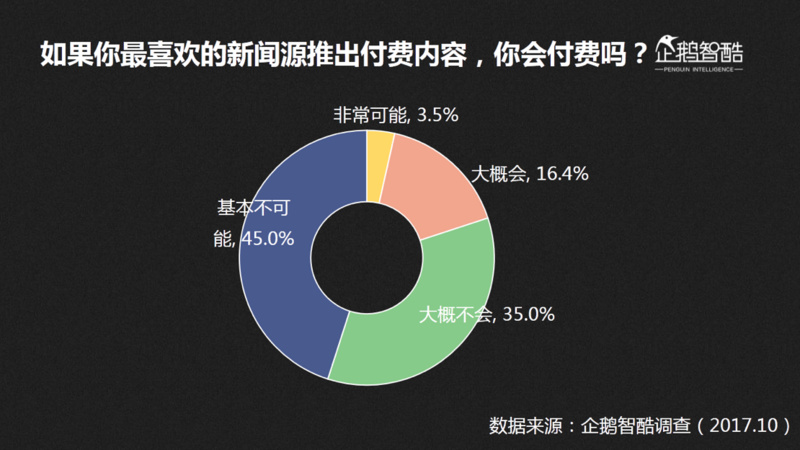 如果你最喜欢的新闻源推出付费内容，你会付费吗？
企鹅智酷
PENGUIN INTELLIGENCE
非常可能, 3.5%
大概会, 16.4%
基本不可
能, 45.0%
大概不会, 35.0%
数据来源：企鹅智酷调查（2017.10）